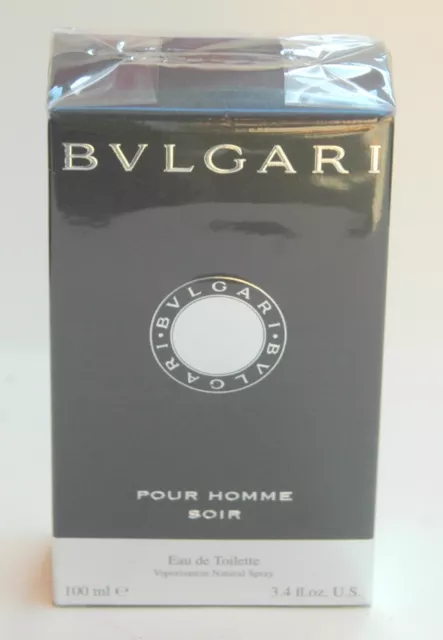 BVLGARI
BVLGARI • BVLGARI •
POUR HOMME
SOIR
Eau de Toilette
Vaporisateur Natural Spray
100 ml ℮ 3.4 fl.oz. U.S.